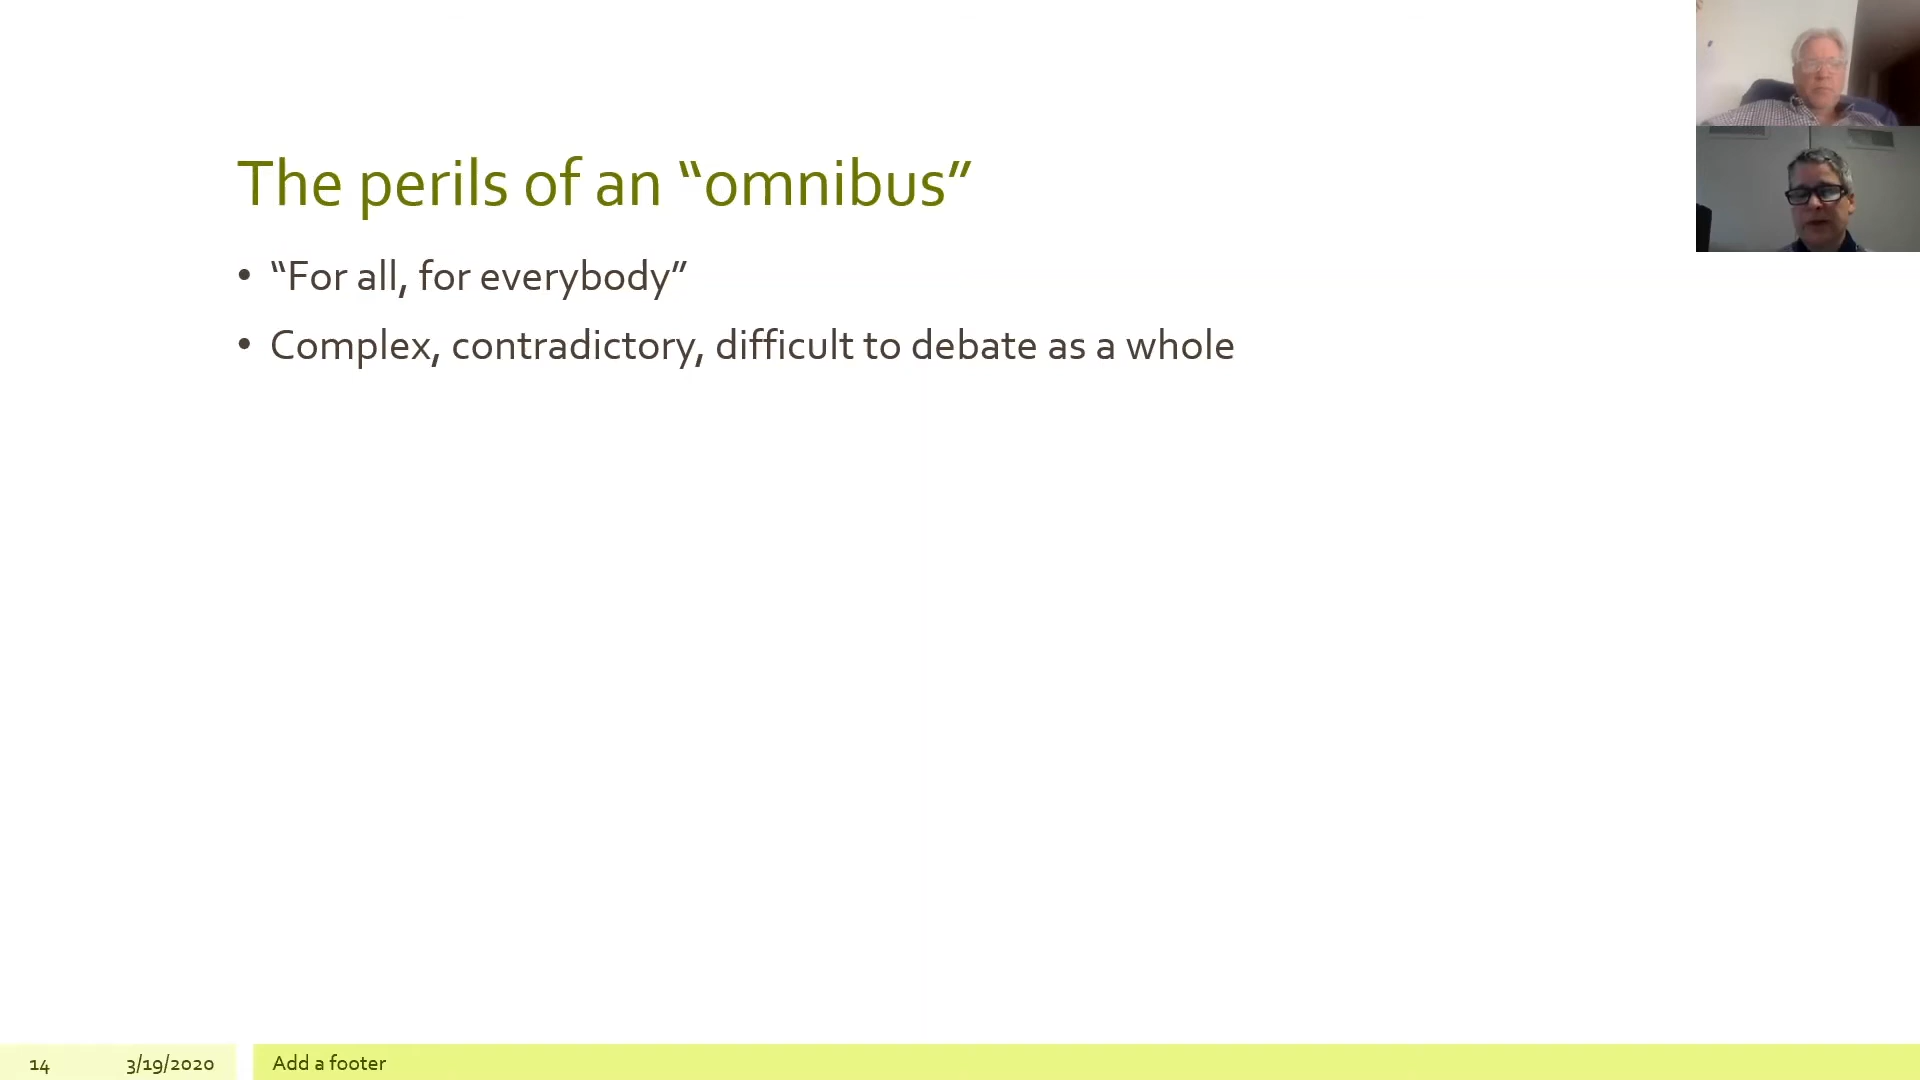 The perils of an “omnibus”
• “For all, for everybody”
• Complex, contradictory, difficult to debate as a whole
14 3/19/2020 Add a footer